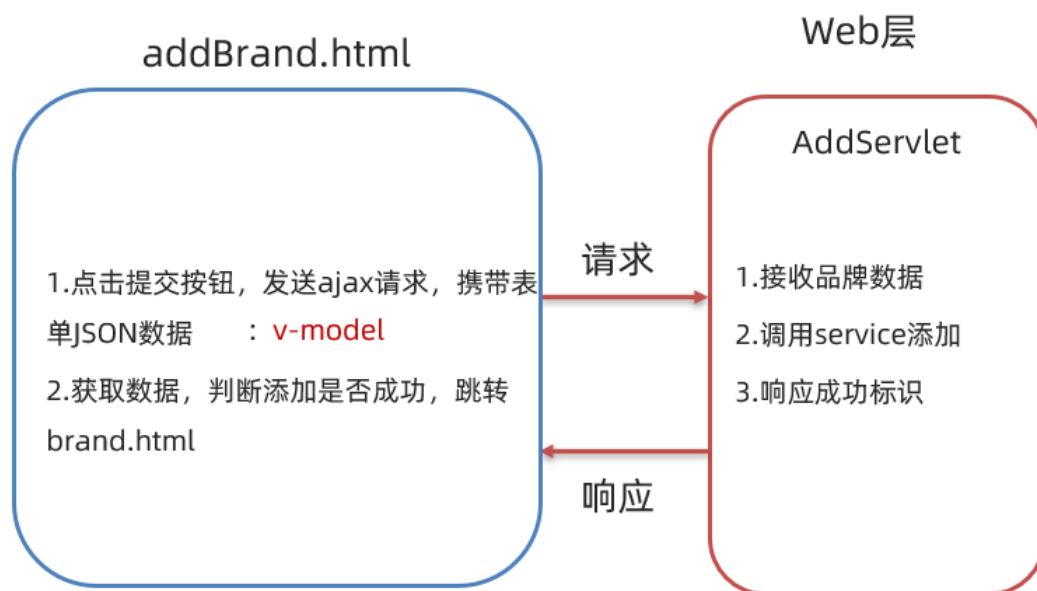 addBrand.html
Web层
AddServlet
1.点击提交按钮，发送ajax请求，携带表
单JSON数据 ：v-model
2.获取数据，判断添加是否成功，跳转
brand.html
请求
响应
1.接收品牌数据
2.调用service添加
3.响应成功标识